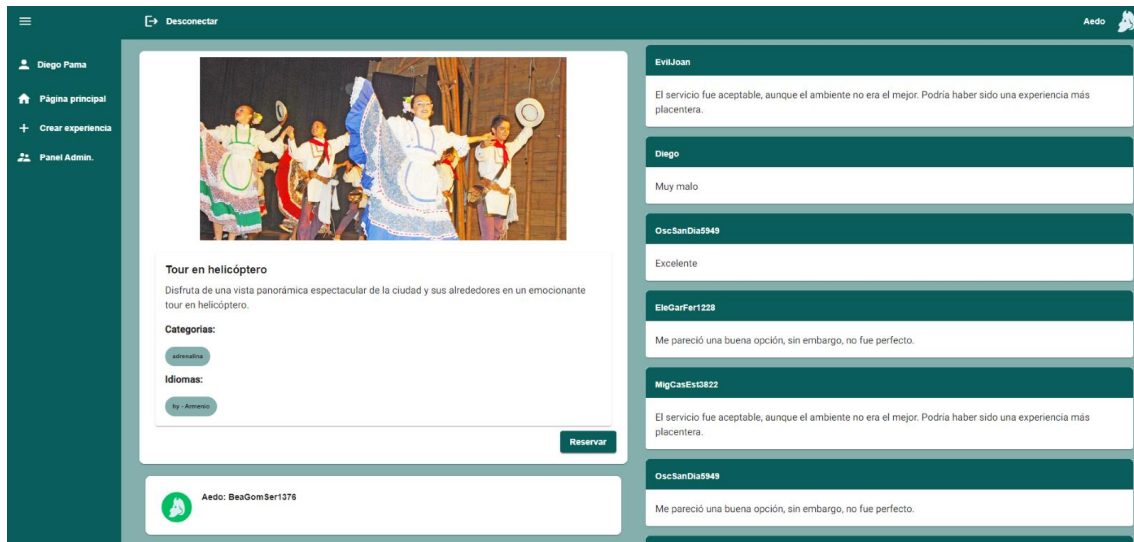 Desconectar
Aedo
Diego Pama
Página principal
Crear experiencia
Panel Admin.
Tour en helicóptero
Disfruta de una vista panorámica espectacular de la ciudad y sus alrededores en un emocionante
tour en helicóptero.
Categorias:
adrenalina
Idiomas:
hy - Armenio
Reservar
Aedo: BeaGomSer1376
EvilJoan
El servicio fue aceptable, aunque el ambiente no era el mejor. Podría haber sido una experiencia más
placentera.
Diego
Muy malo
OscSanDia5949
Excelente
EleGarFer1228
Me pareció una buena opción, sin embargo, no fue perfecto.
MigCasEst3822
El servicio fue aceptable, aunque el ambiente no era el mejor. Podría haber sido una experiencia más
placentera.
OscSanDia5949
Me pareció una buena opción, sin embargo, no fue perfecto.